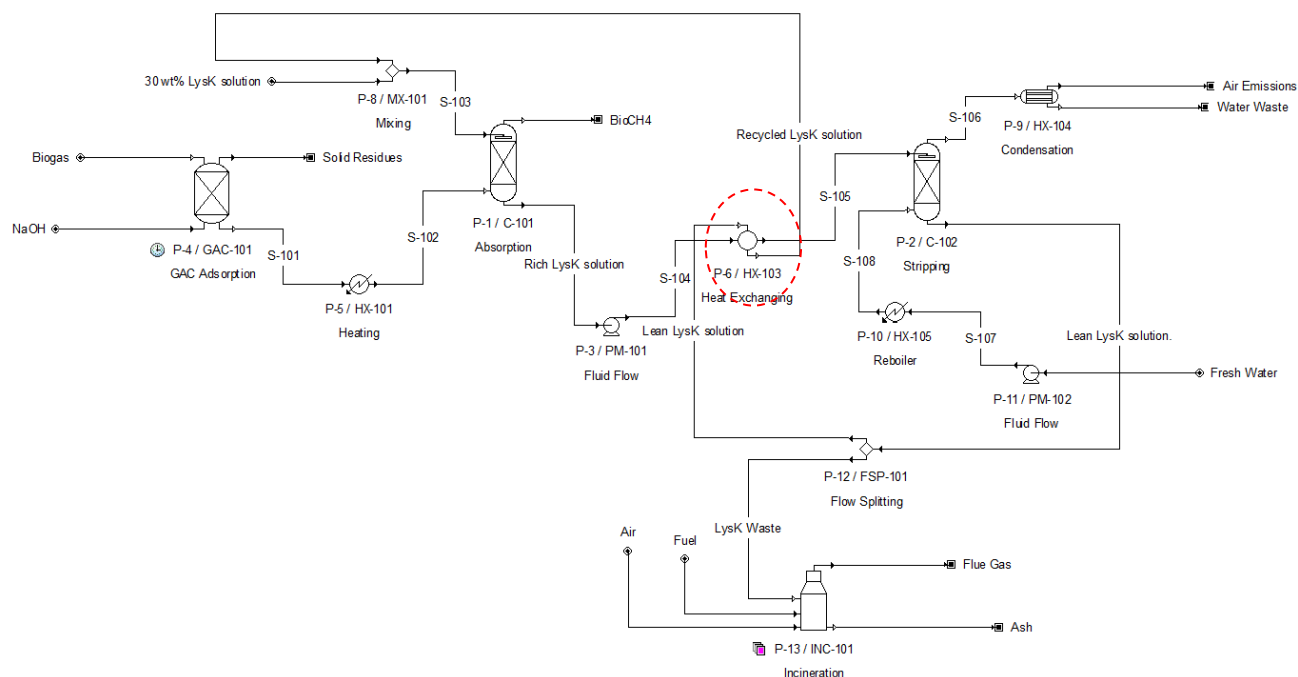 30 wt% LysK solution
P-8 / MX-101
Mixing
S-103
BioCH4
Biogas
Solid Residues
NaOH
P-4 / GAC-101
GAC Adsorption
S-101
P-5 / HX-101
Heating
S-102
P-1 / C-101
Absorption
Rich LysK solution
P-3 / PM-101
Fluid Flow
S-104
Lean LysK solution
P-6 / HX-103
Heat Exchanging
Recycled LysK solution
S-105
S-106
P-9 / HX-104
Condensation
Air Emissions
Water Waste
P-2 / C-102
Stripping
S-108
P-10 / HX-105
Reboiler
S-107
P-11 / PM-102
Fluid Flow
Lean LysK solution.
Fresh Water
P-12 / FSP-101
Flow Splitting
LysK Waste
Air
Fuel
Flue Gas
Ash
P-13 / INC-101
Incineration